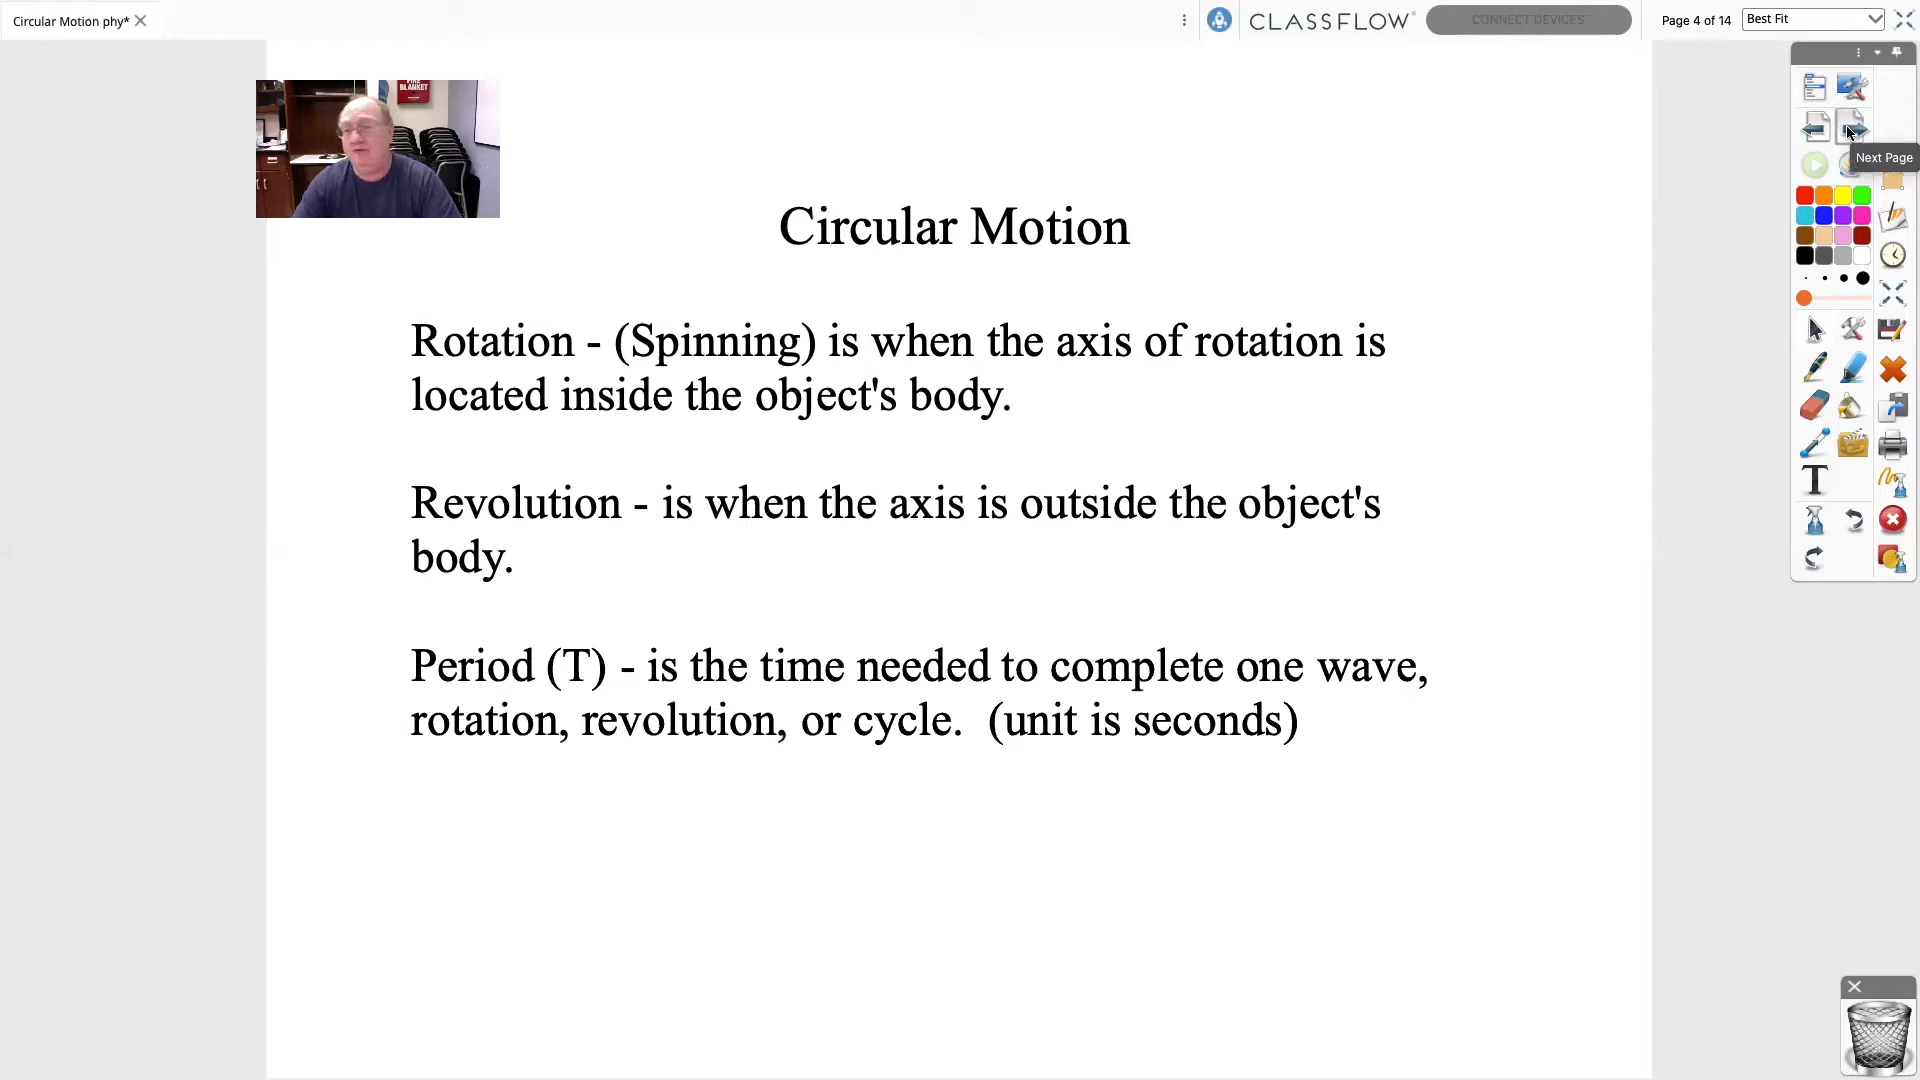 Circular Motion phy*
CLASSFLOW
CONNECT DEVICES
Page 4 of 14
Best Fit
BLANKET
Next Page
Circular Motion
Rotation - (Spinning) is when the axis of rotation is
located inside the object's body.
Revolution - is when the axis is outside the object's
body.
Period (T) - is the time needed to complete one wave,
rotation, revolution, or cycle. (unit is seconds)
T